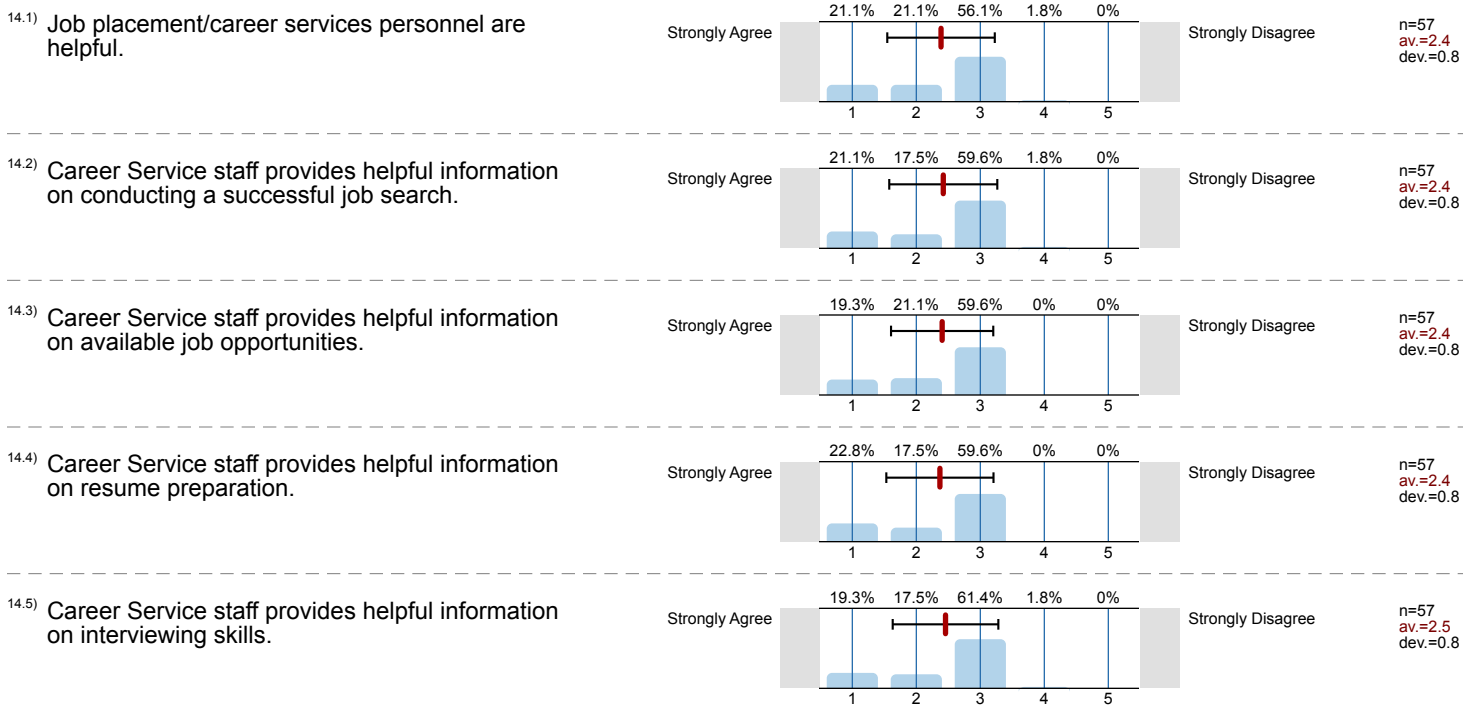 14.1) Job placement/career services personnel are
helpful.
Strongly Agree
21.1% 21.1% 56.1% 1.8% 0%
1 2 3 4 5
Strongly Disagree
n=57
av.=2.4
dev.=0.8
14.2) Career Service staff provides helpful information
on conducting a successful job search.
Strongly Agree
21.1% 17.5% 59.6% 1.8% 0%
1 2 3 4 5
Strongly Disagree
n=57
av.=2.4
dev.=0.8
14.3) Career Service staff provides helpful information
on available job opportunities.
Strongly Agree
19.3% 21.1% 59.6% 0% 0%
1 2 3 4 5
Strongly Disagree
n=57
av.=2.4
dev.=0.8
14.4) Career Service staff provides helpful information
on resume preparation.
Strongly Agree
22.8% 17.5% 59.6% 0% 0%
1 2 3 4 5
Strongly Disagree
n=57
av.=2.4
dev.=0.8
14.5) Career Service staff provides helpful information
on interviewing skills.
Strongly Agree
19.3% 17.5% 61.4% 1.8% 0%
1 2 3 4 5
Strongly Disagree
n=57
av.=2.5
dev.=0.8